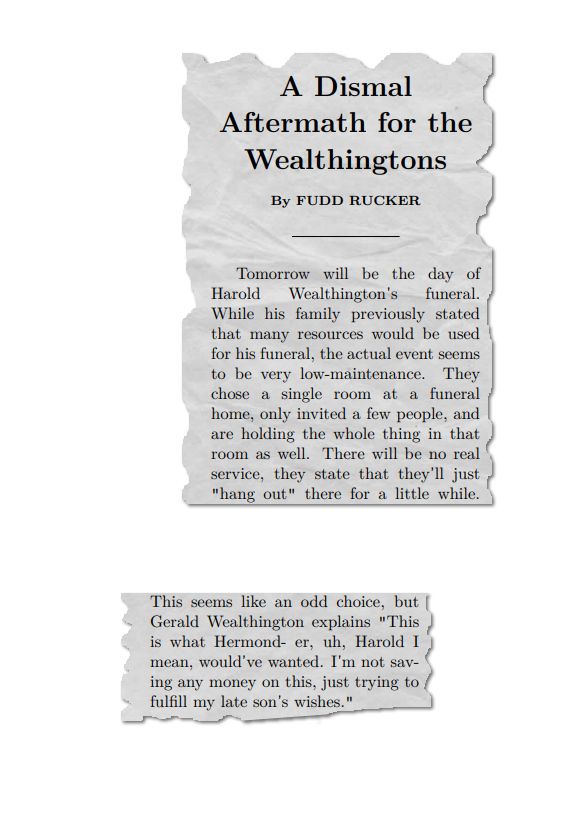 A Dismal
Aftermath for the
Wealthingtons
By FUDD RUCKER
Tomorrow will be the day of
Harold Wealthington's funeral.
While his family previously stated
that many resources would be used
for his funeral, the actual event seems
to be very low-maintenance. They
chose a single room at a funeral
home, only invited a few people, and
are holding the whole thing in that
room as well. There will be no real
service, they state that they'll just
"hang out" there for a little while.
This seems like an odd choice, but
Gerald Wealthington explains "This
is what Hermond- er, uh, Harold I
mean, would've wanted. I'm not sav-
ing any money on this, just trying to
fulfill my late son's wishes."